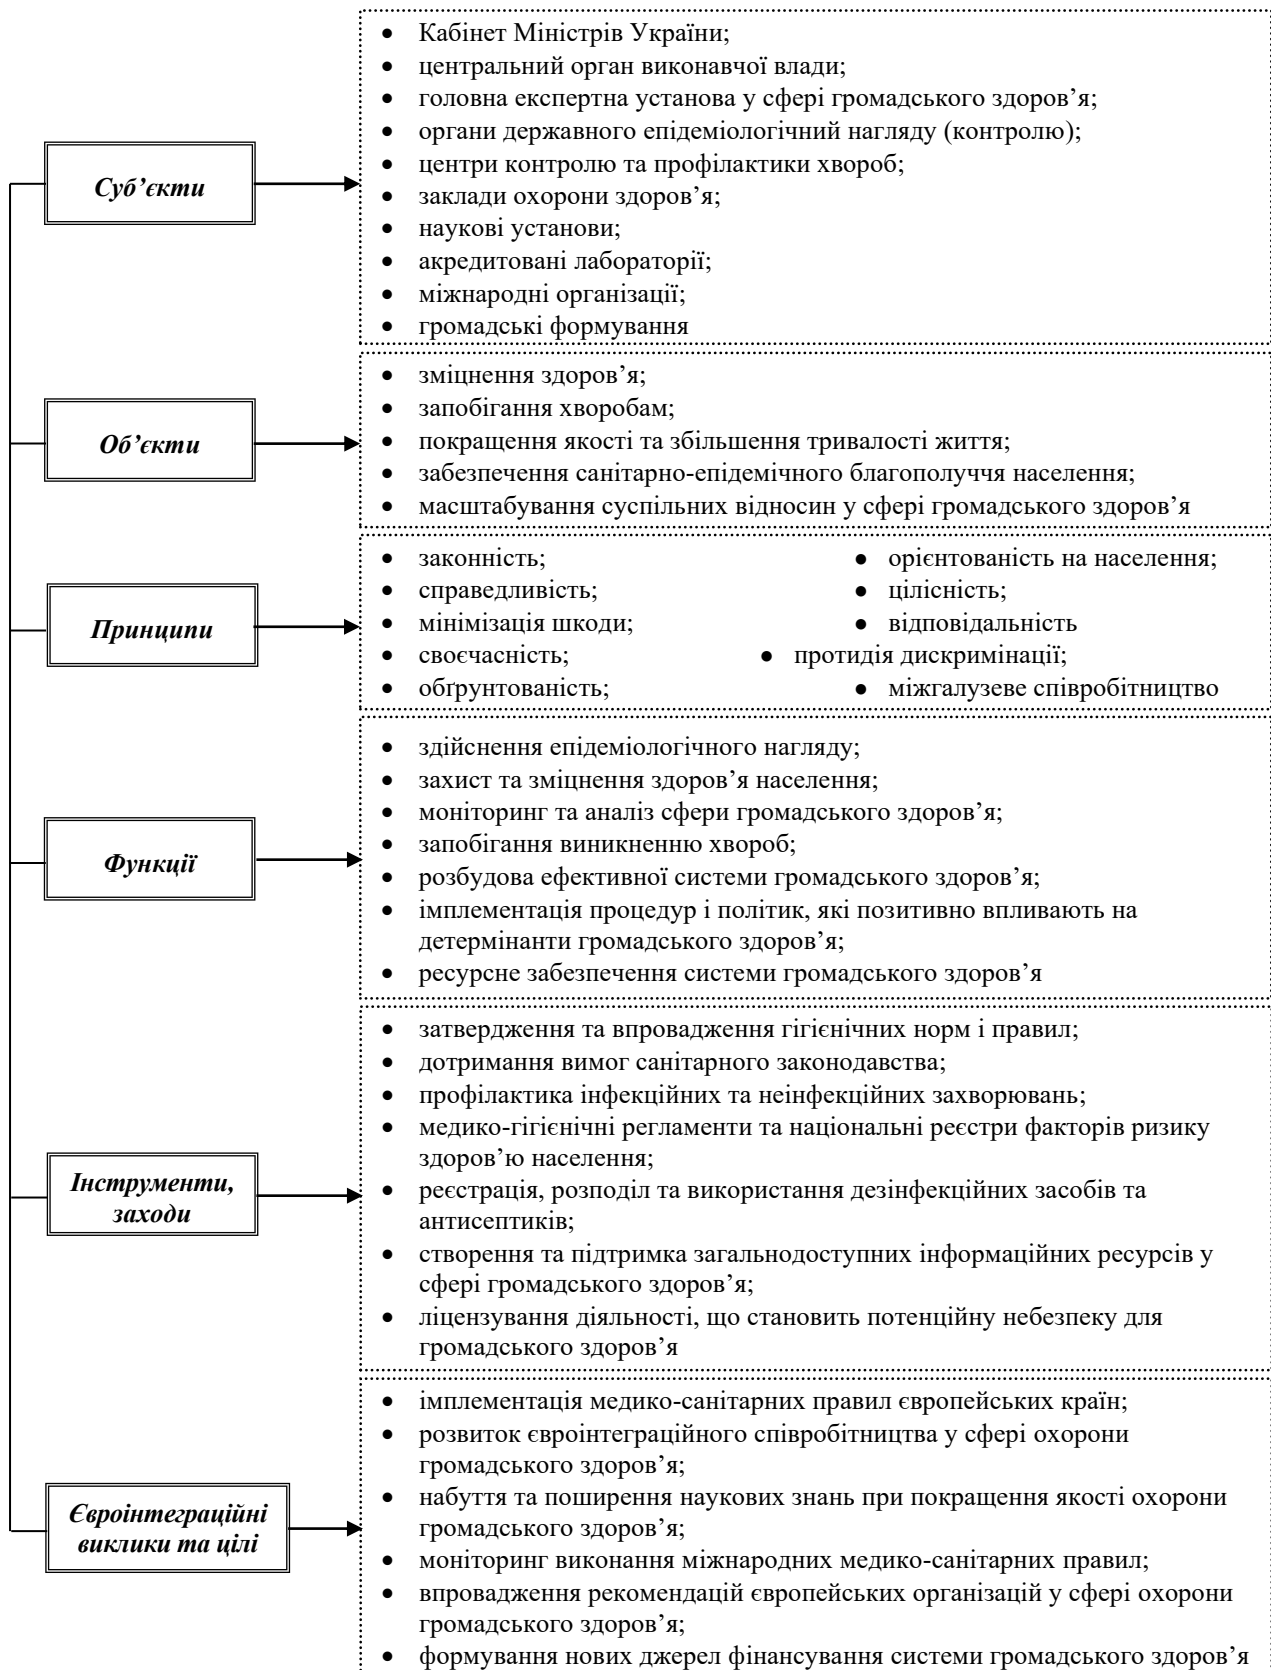 Суб’єкти
• Кабінет Міністрів України;
• центральний орган виконавчої влади;
• головна експертна установа у сфері громадського здоров’я;
• органи державного епідеміологічний нагляду (контролю);
• центри контролю та профілактики хвороб;
• заклади охорони здоров’я;
• наукові установи;
• акредитовані лабораторії;
• міжнародні організації;
• громадські формування
Об’єкти
• зміцнення здоров’я;
• запобігання хворобам;
• покращення якості та збільшення тривалості життя;
• забезпечення санітарно-епідемічного благополуччя населення;
• масштабування суспільних відносин у сфері громадського здоров’я
Принципи
• законність; • орієнтованість на населення;
• справедливість; • цілісність;
• мінімізація шкоди; • відповідальність
• своєчасність; • протидія дискримінації;
• обґрунтованість; • міжгалузеве співробітництво
Функції
• здійснення епідеміологічного нагляду;
• захист та зміцнення здоров’я населення;
• моніторинг та аналіз сфери громадського здоров’я;
• запобігання виникненню хвороб;
• розбудова ефективної системи громадського здоров’я;
• імплементація процедур і політик, які позитивно впливають на
детермінанти громадського здоров’я;
• ресурсне забезпечення системи громадського здоров’я
Інструменти,
заходи
• затвердження та впровадження гігієнічних норм і правил;
• дотримання вимог санітарного законодавства;
• профілактика інфекційних та неінфекційних захворювань;
• медико-гігієнічні регламенти та національні реєстри факторів ризику
здоров’ю населення;
• реєстрація, розподіл та використання дезінфекційних засобів та
антисептиків;
• створення та підтримка загальнодоступних інформаційних ресурсів у
сфері громадського здоров’я;
• ліцензування діяльності, що становить потенційну небезпеку для
громадського здоров’я
Євроінтеграційні
виклики та цілі
• імплементація медико-санітарних правил європейських країн;
• розвиток євроінтеграційного співробітництва у сфері охорони
громадського здоров’я;
• набуття та поширення наукових знань при покращення якості охорони
громадського здоров’я;
• моніторинг виконання міжнародних медико-санітарних правил;
• впровадження рекомендацій європейських організацій у сфері охорони
громадського здоров’я;
• формування нових джерел фінансування системи громадського здоров’я